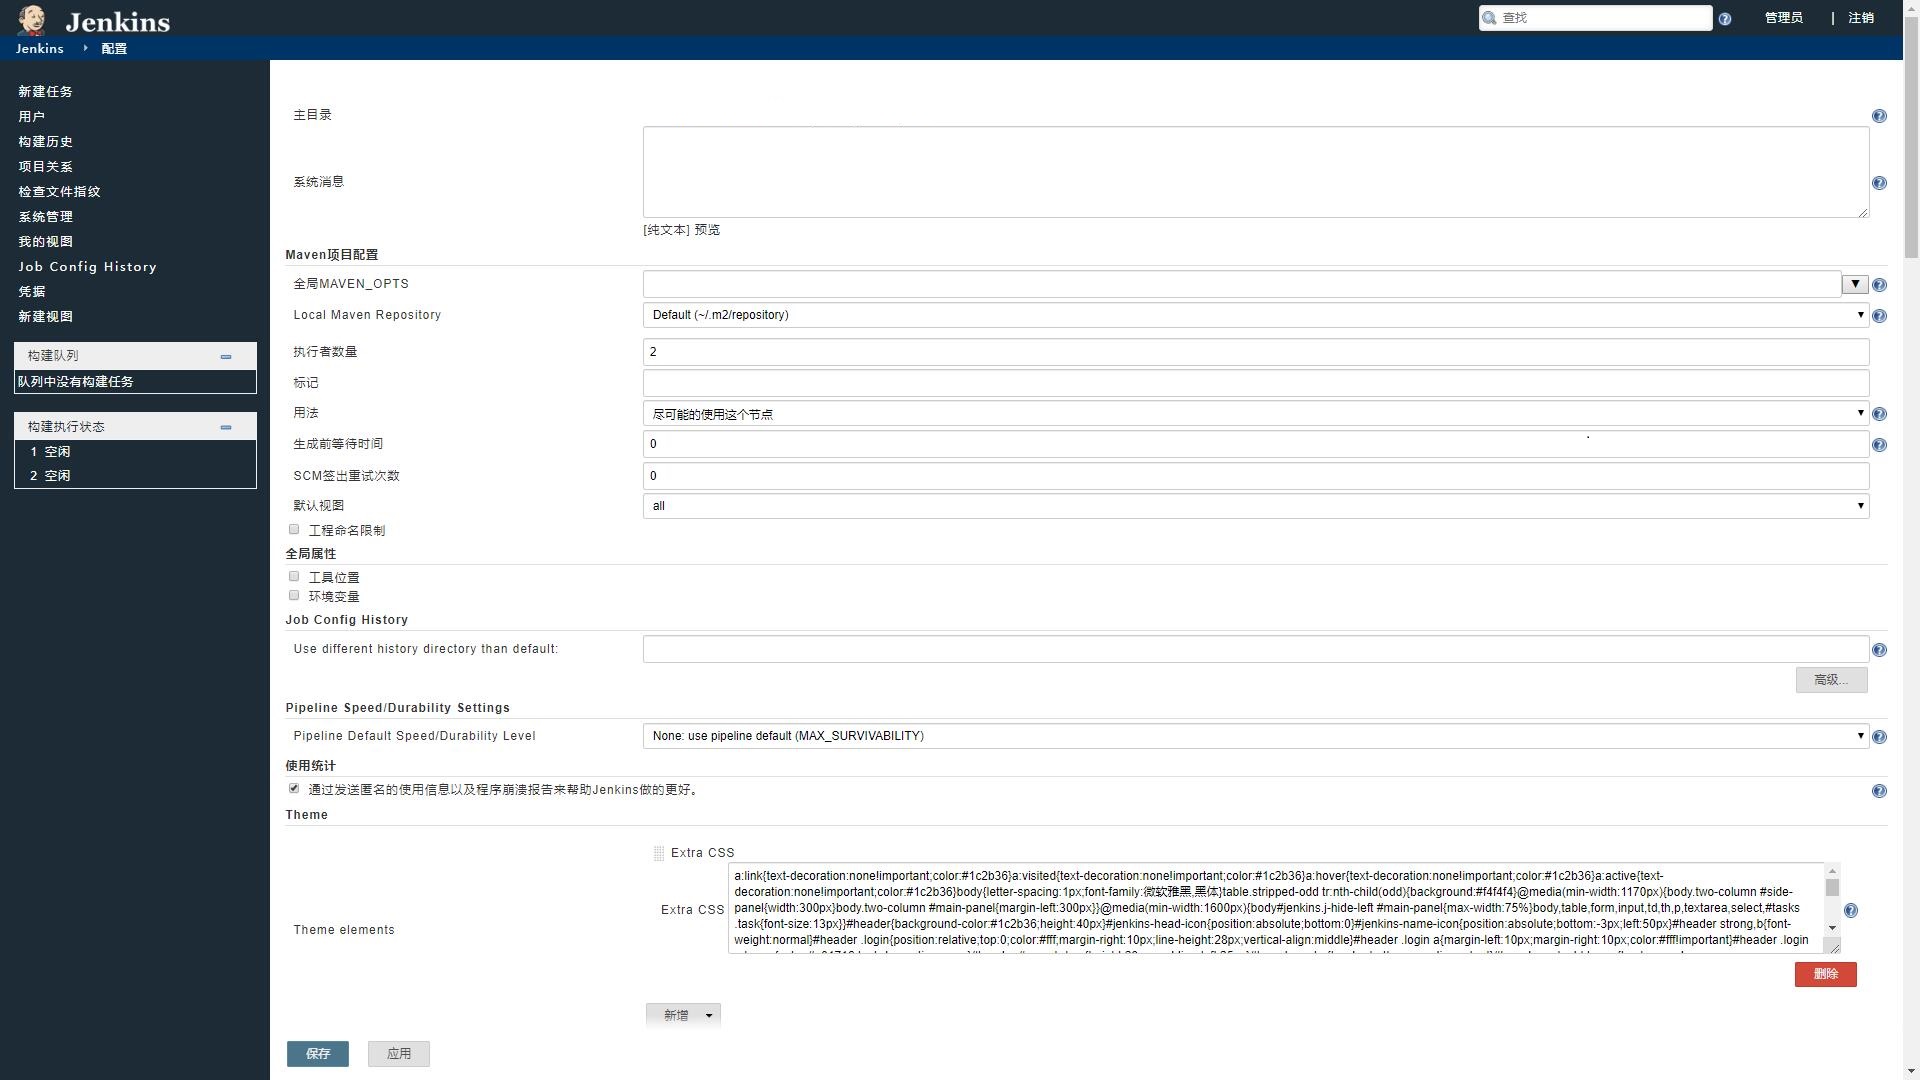 Jenkins
查找
管理员 | 注销
Jenkins 配置
新建任务
用户
构建历史
项目关系
检查文件指纹
系统管理
我的视图
Job Config History
凭据
新建视图
构建队列
队列中没有构建任务
构建执行状态
1 空闲
2 空闲
主目录
系统消息
[纯文本] 预览
Maven项目配置
全局MAVEN_OPTS
Local Maven Repository
Default (~/.m2/repository)
执行者数量
2
标记
用法
尽可能的使用这个节点
生成前等待时间
0
SCM签出重试次数
0
默认视图
all
工程命名限制
全局属性
工具位置
环境变量
Job Config History
Use different history directory than default:
高级...
Pipeline Speed/Durability Settings
Pipeline Default Speed/Durability Level
None: use pipeline default (MAX_SURVIVABILITY)
使用统计
通过发送匿名的使用信息以及程序崩溃报告来帮助Jenkins做的更好。
Theme
Theme elements
Extra CSS
Extra CSS
a:link{text-decoration:none!important;color:#1c2b36}a:visited{text-decoration:none!important;color:#1c2b36}a:hover{text-decoration:none!important;color:#1c2b36}a:active{text-
decoration:none!important;color:#1c2b36}body{letter-spacing:1px;font-family:微软雅黑,黑体}table.stripped-odd tr:nth-child(odd){background:#f4f4f4}@media(min-width:1170px){body.two-column #side-
panel{width:300px}body.two-column #main-panel{margin-left:300px}}@media(min-width:1600px){body#jenkins.j-hide-left #main-panel{max-width:75%}body,table,form,input,td,th,p,textarea,select,#tasks
.task{font-size:13px}}#header{background-color:#1c2b36;height:40px}#jenkins-head-icon{position:absolute;bottom:0}#jenkins-name-icon{position:absolute;bottom:-3px;left:50px}#header strong,b{font-
weight:normal}#header .login{position:relative;top:0;color:#fff;margin-right:10px;line-height:28px;vertical-align:middle}#header .login a{margin-left:10px;margin-right:10px;color:#fff!important}#header .login
删除
新增
保存
应用